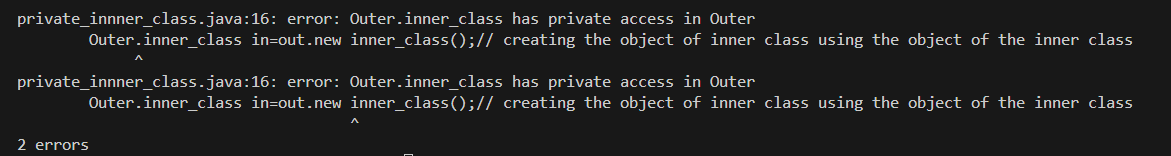 private_innner_class.java:16: error: Outer.inner_class has private access in Outer
        Outer.inner_class in=out.new inner_class();// creating the object of inner class using the object of the inner class
             ^
private_innner_class.java:16: error: Outer.inner_class has private access in Outer
        Outer.inner_class in=out.new inner_class();// creating the object of inner class using the object of the inner class
                                     ^
2 errors